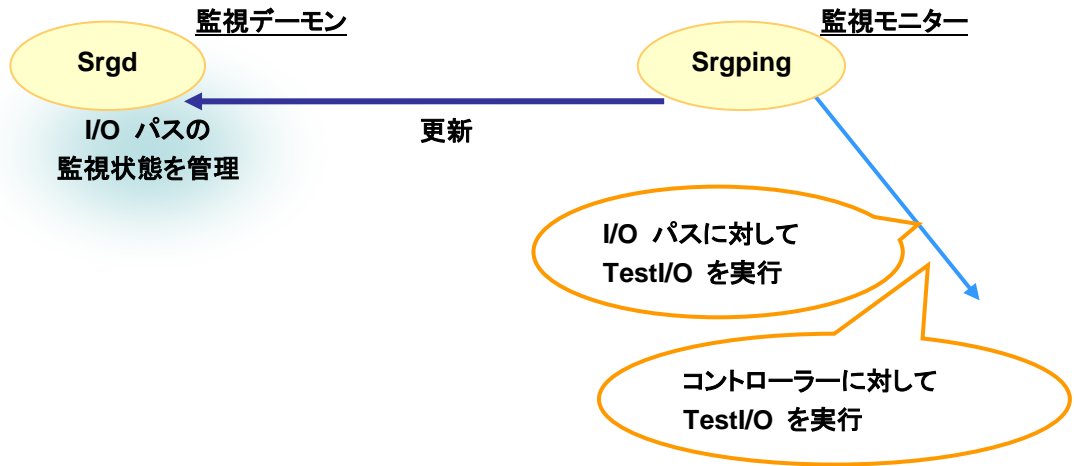 監視デーモン
監視モニター
Srgd
Srgping
I/O パスの
監視状態を管理
更新
I/O パスに対して
TestI/O を実行
コントローラーに対して
TestI/O を実行